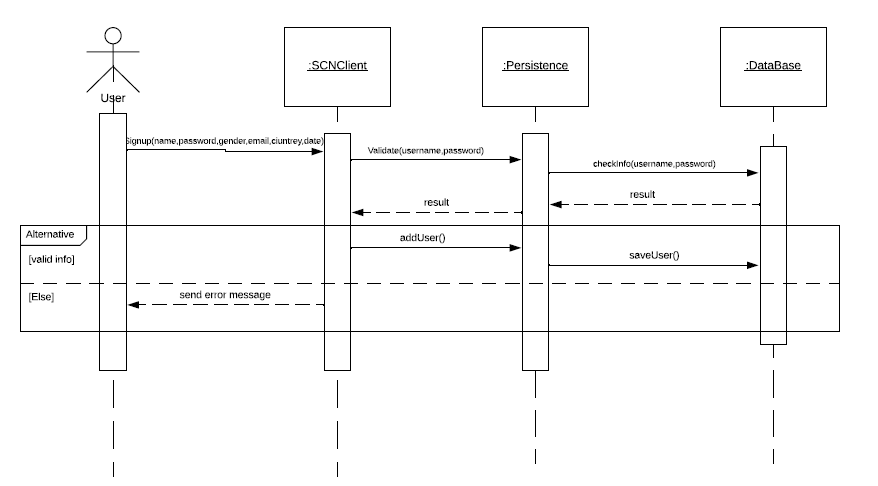 :SCNClient
:Persistence
:DataBase
User
Signup(name,password,gender,email,ciuntrey,date)
Validate(username,password)
checkInfo(username,password)
result
result
Alternative
addUser()
[valid info]
saveUser()
[Else]
send error message